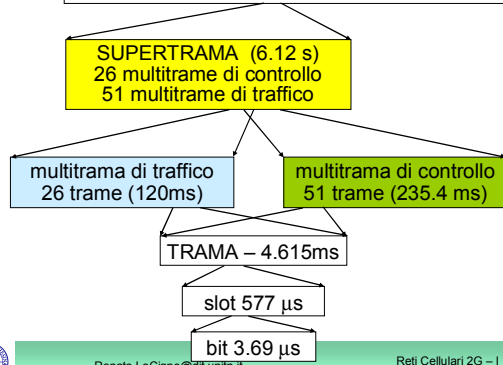 SUPERTRAMA (6.12 s)
26 multitrame di controllo
51 multitrame di traffico
multitrama di traffico
26 trame (120ms)
multitrama di controllo
51 trame (235.4 ms)
TRAMA – 4.615ms
slot 577 μs
bit 3.69 μs
Reti Cellulari 2G – I